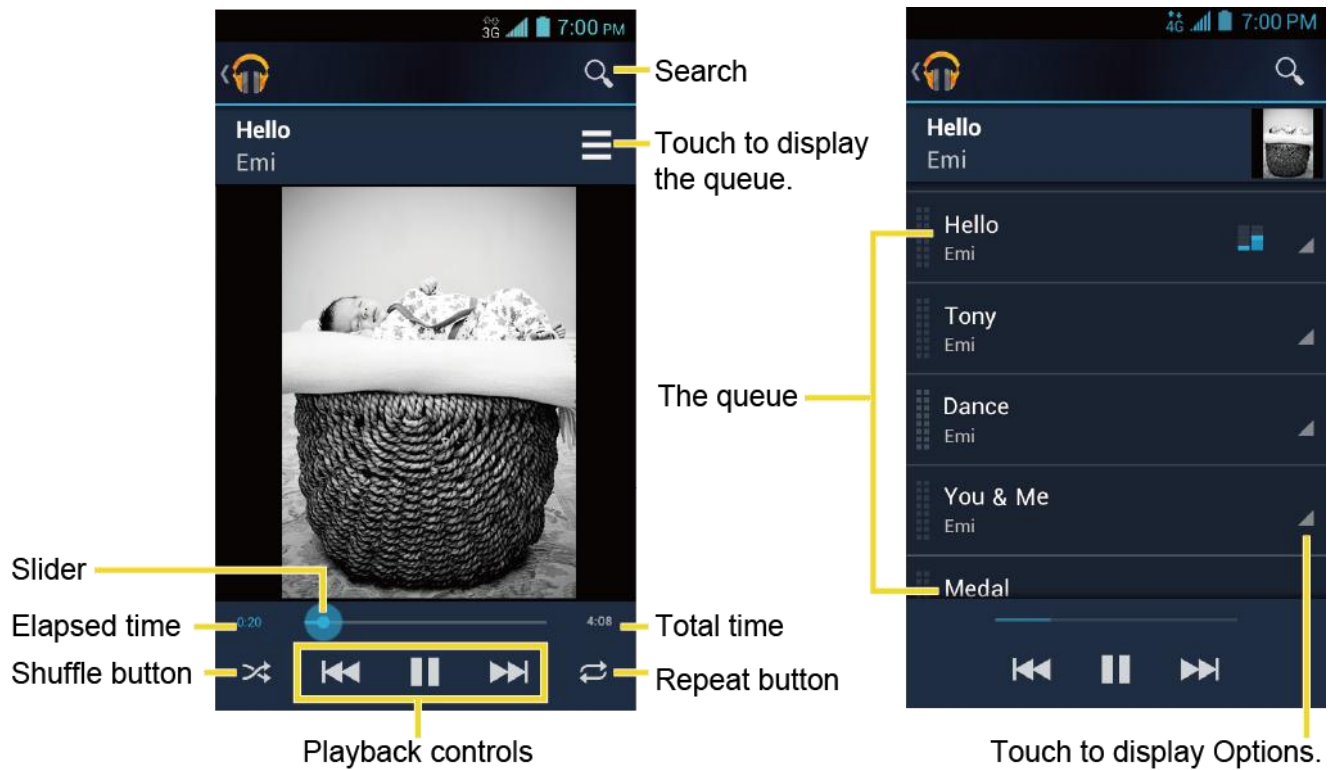 3G 7:00 PM
Search
Hello
Emi
Touch to display
the queue.
Slider
Elapsed time
0:20
4:08
Total time
Shuffle button
Repeat button
Playback controls
4G 7:00 PM
Hello
Emi
The queue
Hello
Emi
Tony
Emi
Dance
Emi
You & Me
Emi
Medal
Touch to display Options.